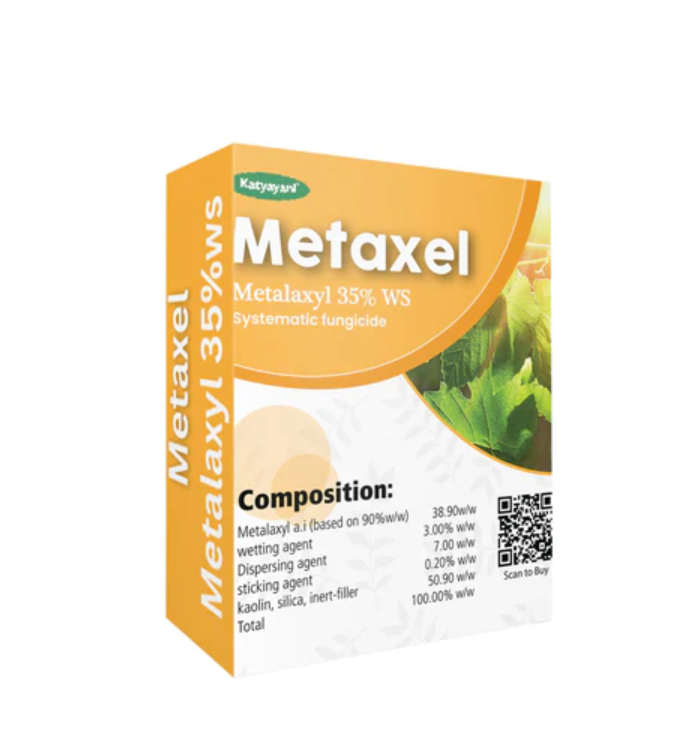 Katyayani
Metaxel
Metalaxyl 35% WS
Systematic fungicide
Metaxel
Metalaxyl 35%ws
Composition:
Metalaxyl a.i (based on 90%w/w) 38.90w/w
wetting agent 3.00% w/w
Dispersing agent 7.00 w/w
sticking agent 0.20% w/w
kaolin, silica, inert-filler 50.90 w/w
Total 100.00% w/w
Scan to Buy